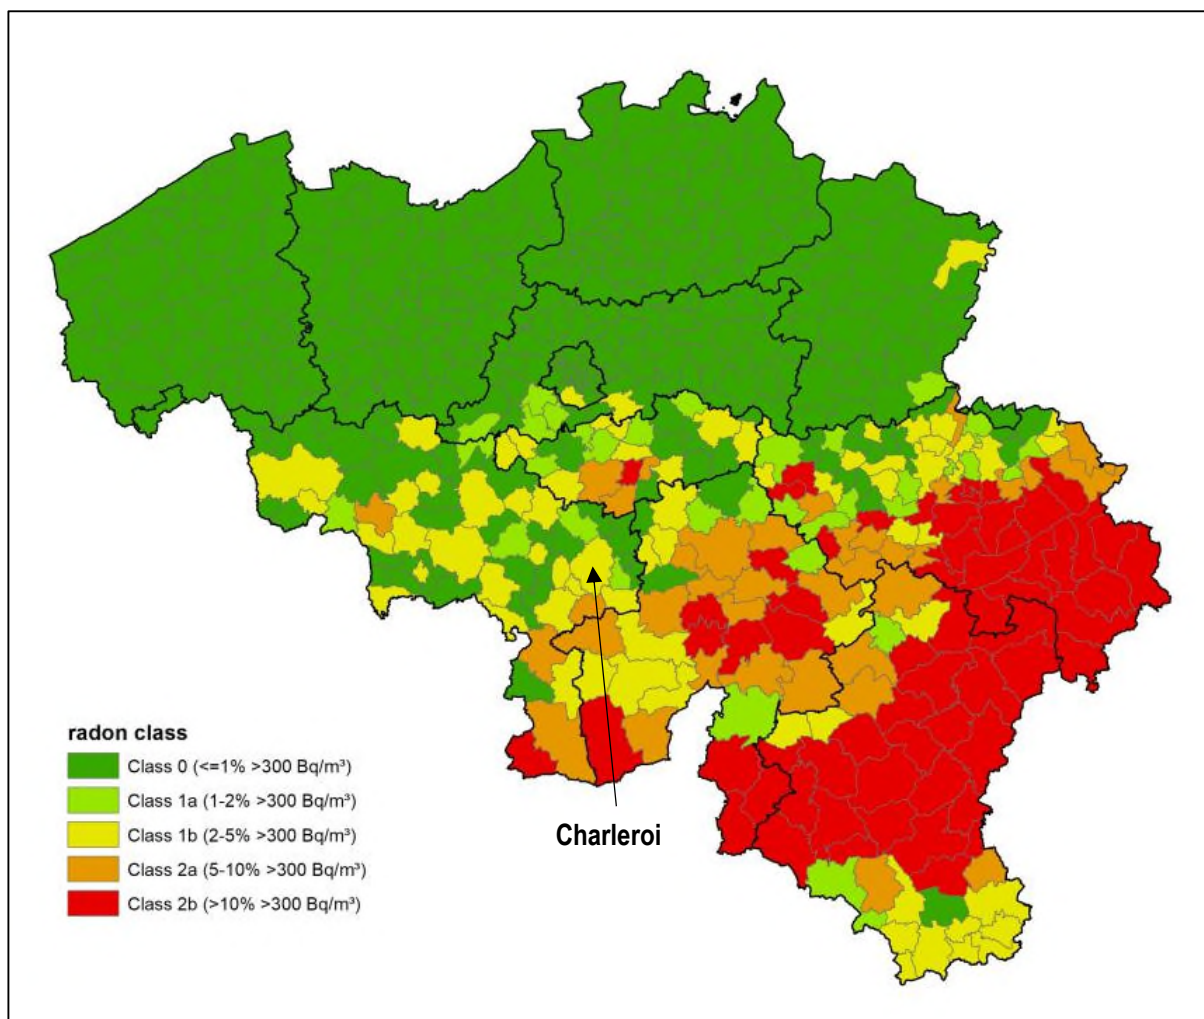 radon class
Class 0 (<=1% >300 Bq/m³)
Class 1a (1-2% >300 Bq/m³)
Class 1b (2-5% >300 Bq/m³)
Class 2a (5-10% >300 Bq/m³)
Class 2b (>10% >300 Bq/m³)
Charleroi